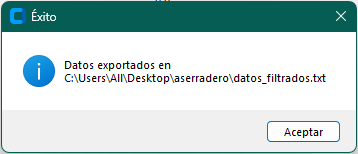 Éxito
Datos exportados en
C:\Users\All\Desktop\aserradero\datos_filtrados.txt
Aceptar